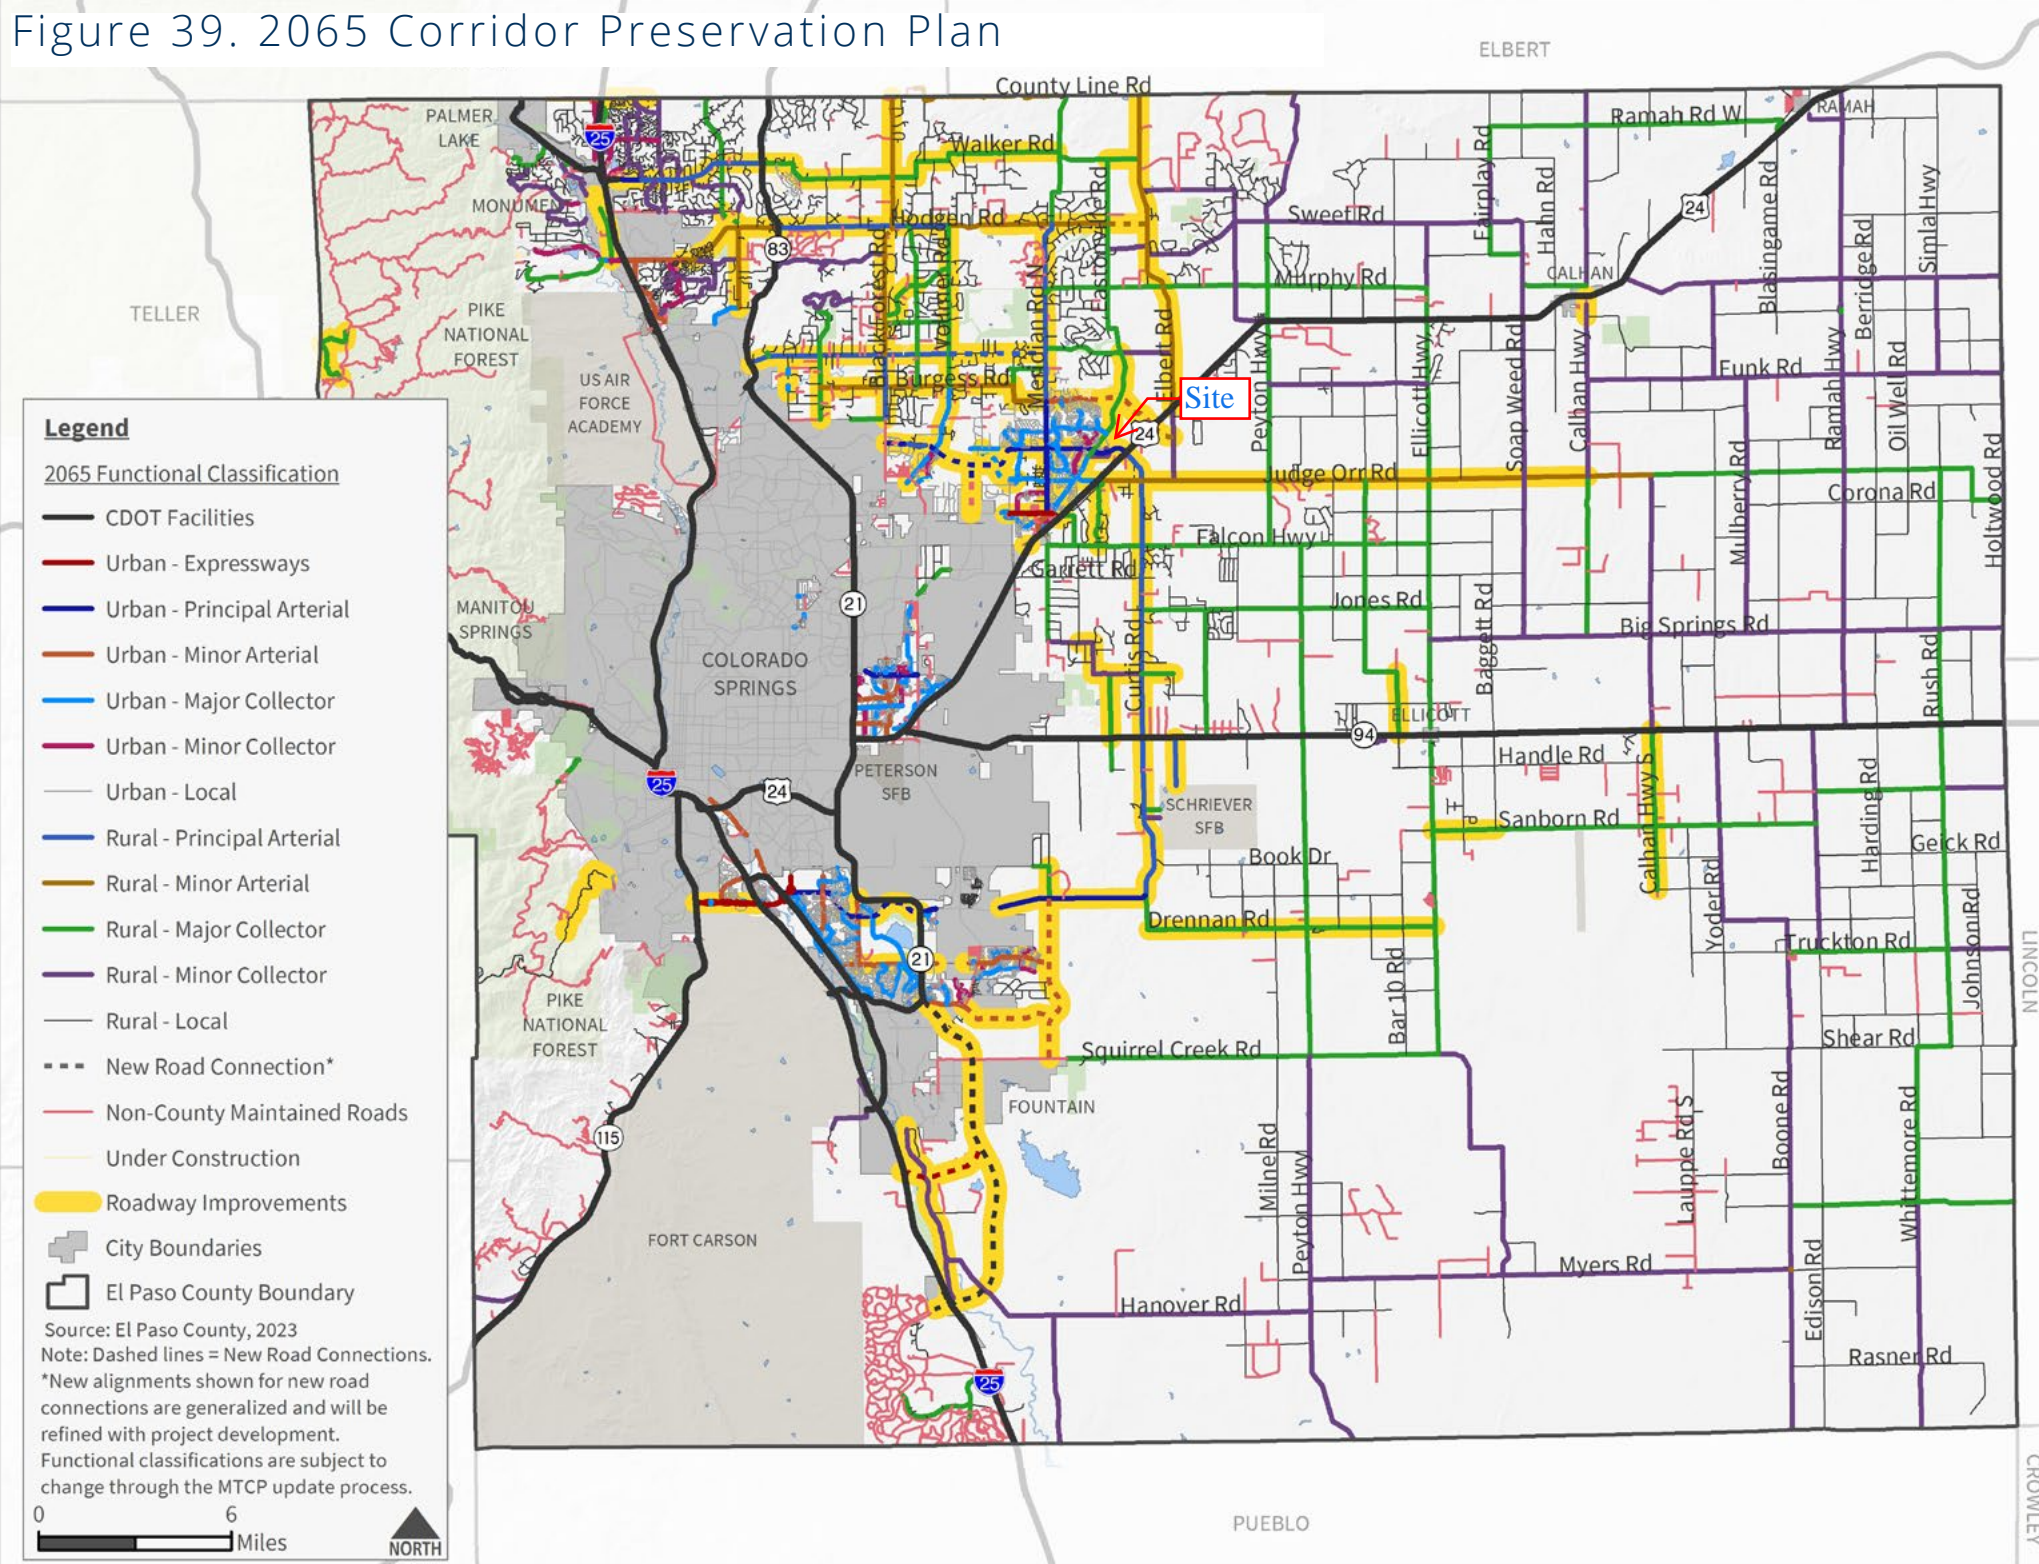 Figure 39. 2065 Corridor Preservation Plan
ELBERT
County Line Rd
PALMER
LAKE
25
Walker Rd
Ramah Rd W
RAMAH
MONUMENT
Hodgen Rd
Sweet Rd
24
83
Fairplay Rd
Hahn Rd
Blasingame Rd
Berridge Rd
Simla Hwy
TELLER
PIKE
NATIONAL
FOREST
Black Forest Rd
Vollmer Rd
Meridian Rd N
Eastonville Rd
Elbert Rd
Murphy Rd
CALHAN
US AIR
FORCE
ACADEMY
Burgess Rd
Site
24
Peyton Hwy
Ellicott Hwy
Soap Weed Rd
Calhan Hwy
Funk Rd
Ramah Hwy
Oil Well Rd
Judge Orr Rd
Mulberry Rd
Corona Rd
Holtwood Rd
Falcon Hwy
Garrett Rd
MANITOU
SPRINGS
21
Jones Rd
Baggett Rd
Big Springs Rd
COLORADO
SPRINGS
Curtis Rd
Rush Rd
ELLICOTT
94
Handle Rd
25
24
PETERSON
SFB
SCHRIEVER
SFB
Sanborn Rd
Calhan Hwy S
Harding Rd
Geick Rd
Book Dr
Yoder Rd
Drennan Rd
Truckton Rd
Johnson Rd
LINCOLN
21
Bar 10 Rd
PIKE
NATIONAL
FOREST
Shear Rd
Squirrel Creek Rd
FOUNTAIN
115
Milne Rd
Peyton Hwy
Lauppe Rd S
Boone Rd
Whittemore Rd
FORT CARSON
Myers Rd
Edison Rd
Hanover Rd
Rasner Rd
25
CROWLEY
PUEBLO
Legend
2065 Functional Classification
CDOT Facilities
Urban - Expressways
Urban - Principal Arterial
Urban - Minor Arterial
Urban - Major Collector
Urban - Minor Collector
Urban - Local
Rural - Principal Arterial
Rural - Minor Arterial
Rural - Major Collector
Rural - Minor Collector
Rural - Local
New Road Connection*
Non-County Maintained Roads
Under Construction
Roadway Improvements
City Boundaries
El Paso County Boundary
Source: El Paso County, 2023
Note: Dashed lines = New Road Connections.
*New alignments shown for new road
connections are generalized and will be
refined with project development.
Functional classifications are subject to
change through the MTCP update process.
0 6
Miles
NORTH